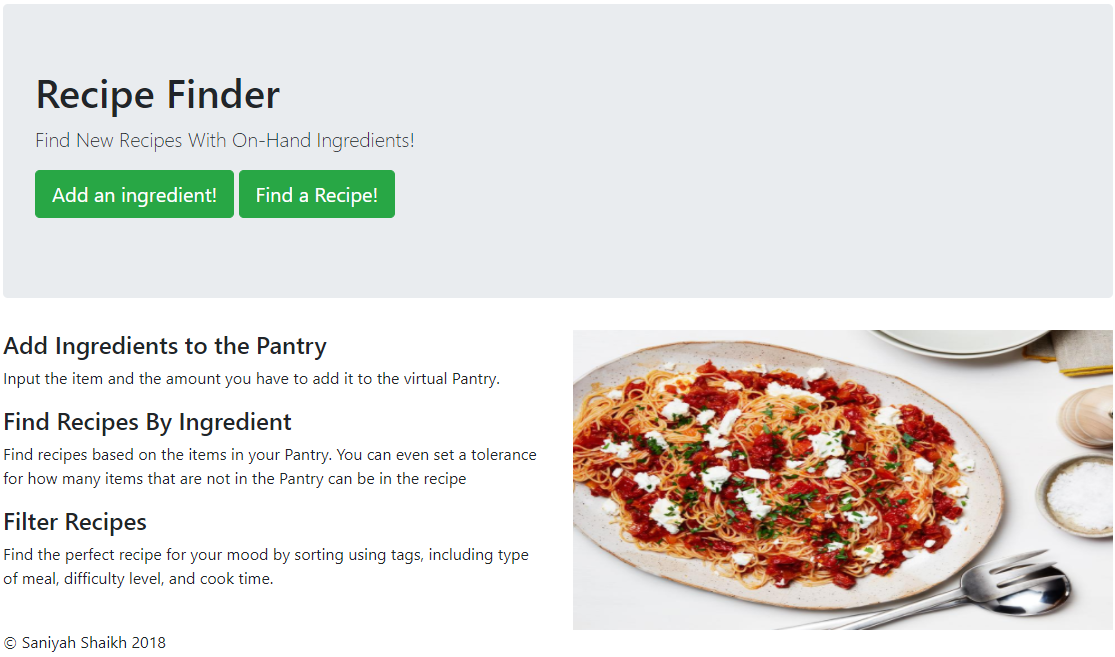 Recipe Finder
Find New Recipes With On-Hand Ingredients!
Add an ingredient! Find a Recipe!
Add Ingredients to the Pantry
Input the item and the amount you have to add it to the virtual Pantry.
Find Recipes By Ingredient
Find recipes based on the items in your Pantry. You can even set a tolerance
for how many items that are not in the Pantry can be in the recipe
Filter Recipes
Find the perfect recipe for your mood by sorting using tags, including type
of meal, difficulty level, and cook time.
© Saniyah Shaikh 2018